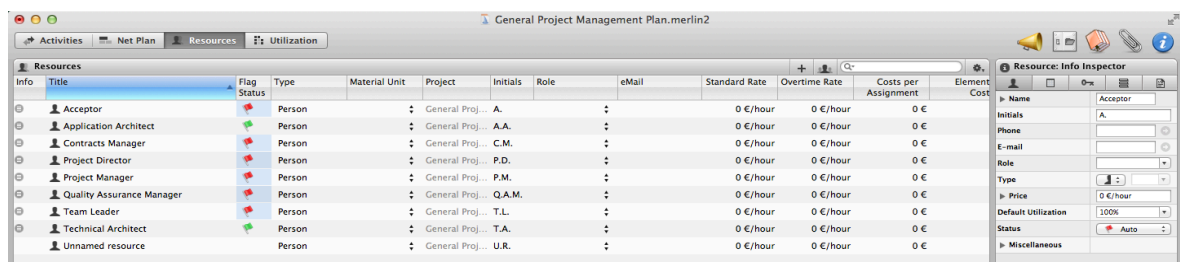 General Project Management Plan.merlin2
Activities Net Plan Resources Utilization
Resources
Info Title Flag Status Type Material Unit Project Initials Role eMail Standard Rate Overtime Rate Costs per Assignment Element Cost
Acceptor Person General Proj... A. 0 €/hour 0 €/hour 0 €
Application Architect Person General Proj... A.A. 0 €/hour 0 €/hour 0 €
Contracts Manager Person General Proj... C.M. 0 €/hour 0 €/hour 0 €
Project Director Person General Proj... P.D. 0 €/hour 0 €/hour 0 €
Project Manager Person General Proj... P.M. 0 €/hour 0 €/hour 0 €
Quality Assurance Manager Person General Proj... Q.A.M. 0 €/hour 0 €/hour 0 €
Team Leader Person General Proj... T.L. 0 €/hour 0 €/hour 0 €
Technical Architect Person General Proj... T.A. 0 €/hour 0 €/hour 0 €
Unnamed resource Person General Proj... U.R. 0 €/hour 0 €/hour 0 €
Resource: Info Inspector
Name Acceptor
Initials A.
Phone
E-mail
Role
Type
Price 0 €/hour
Default Utilization 100%
Status Auto
Miscellaneous